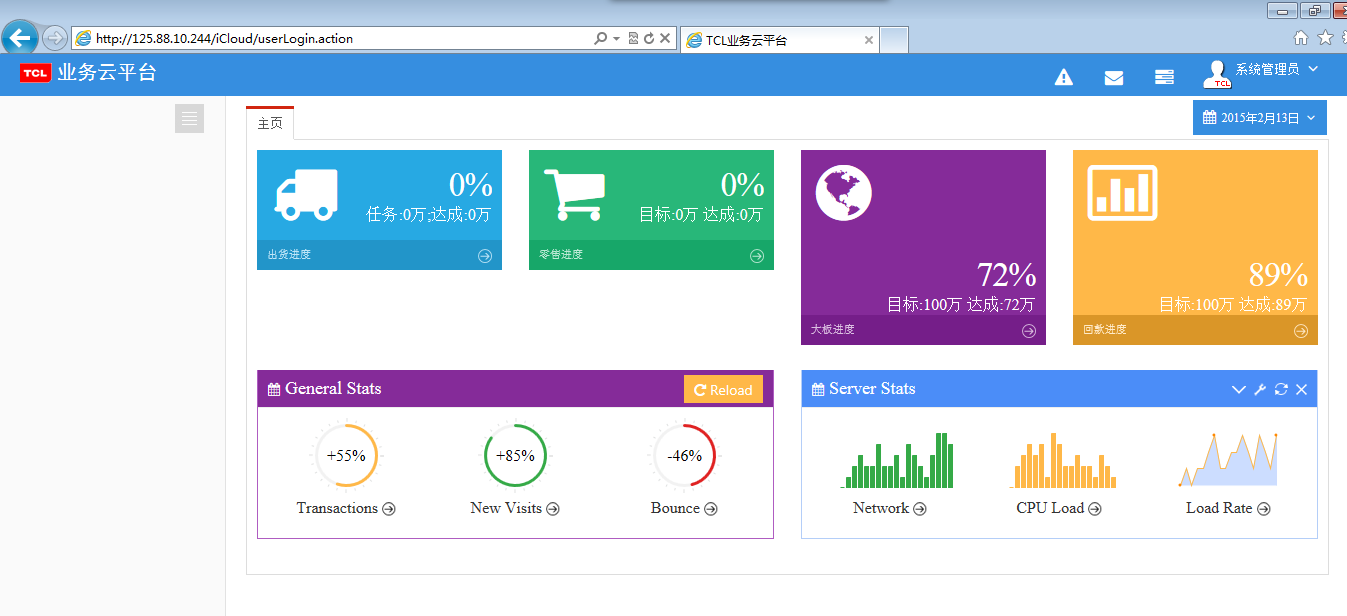 http://125.88.10.244/iCloud/userLogin.action
TCL业务云平台
TCL 业务云平台
系统管理员
TCL
主页
2015年2月13日
0%
任务:0万;达成:0万
出货进度
0%
目标:0万 达成:0万
零售进度
72%
目标:100万 达成:72万
大板进度
89%
目标:100万 达成:89万
回款进度
General Stats
Reload
+55%
+85%
-46%
Transactions
New Visits
Bounce
Server Stats
Network
CPU Load
Load Rate